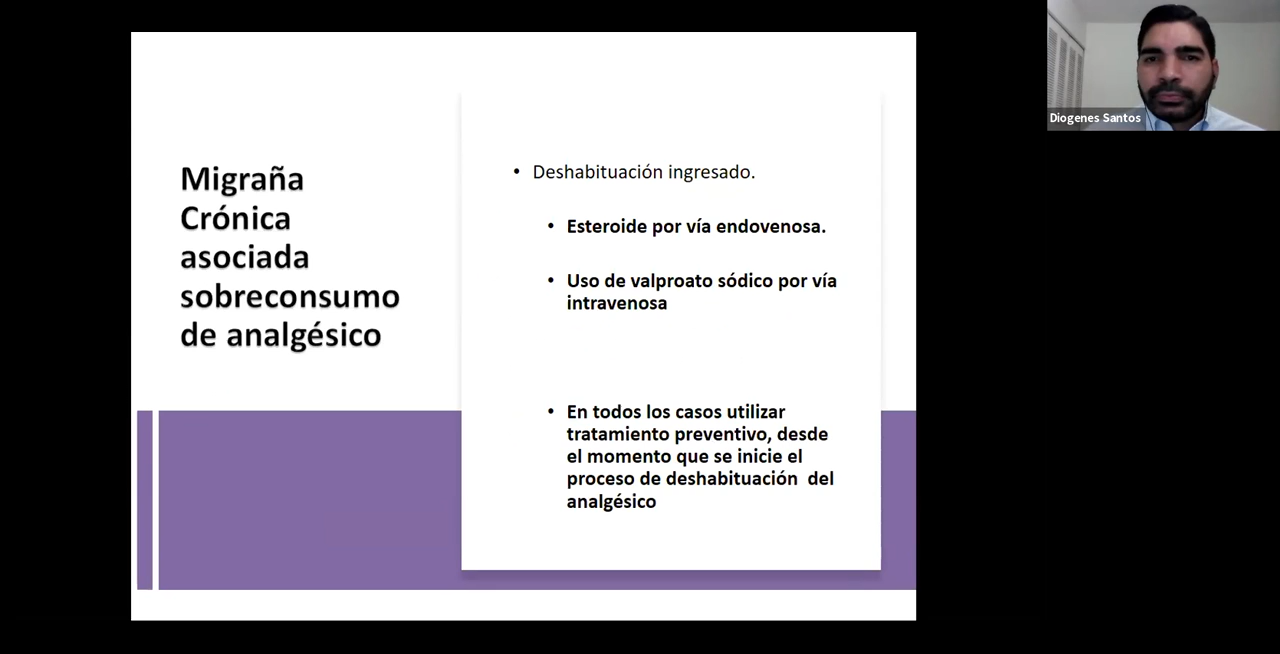 Migraña
Crónica
asociada
sobreconsumo
de analgésico
• Deshabituación ingresado.
• Esteroide por vía endovenosa.
• Uso de valproato sódico por vía
intravenosa
• En todos los casos utilizar
tratamiento preventivo, desde
el momento que se inicie el
proceso de deshabituación  del
analgésico
Diogenes Santos